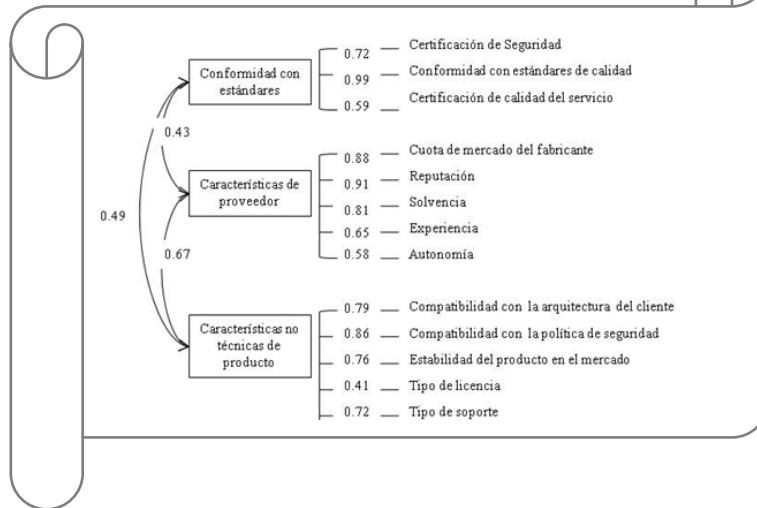 0.72 Certificación de Seguridad
Conformidad con
estándares
0.99 Conformidad con estándares de calidad
0.59 Certificación de calidad del servicio
0.43
0.88 Cuota de mercado del fabricante
Características de
proveedor
0.91 Reputación
0.81 Solvencia
0.65 Experiencia
0.58 Autonomía
0.49
0.67
0.79 Compatibilidad con la arquitectura del cliente
Características no
técnicas de
producto
0.86 Compatibilidad con la política de seguridad
0.76 Estabilidad del producto en el mercado
0.41 Tipo de licencia
0.72 Tipo de soporte